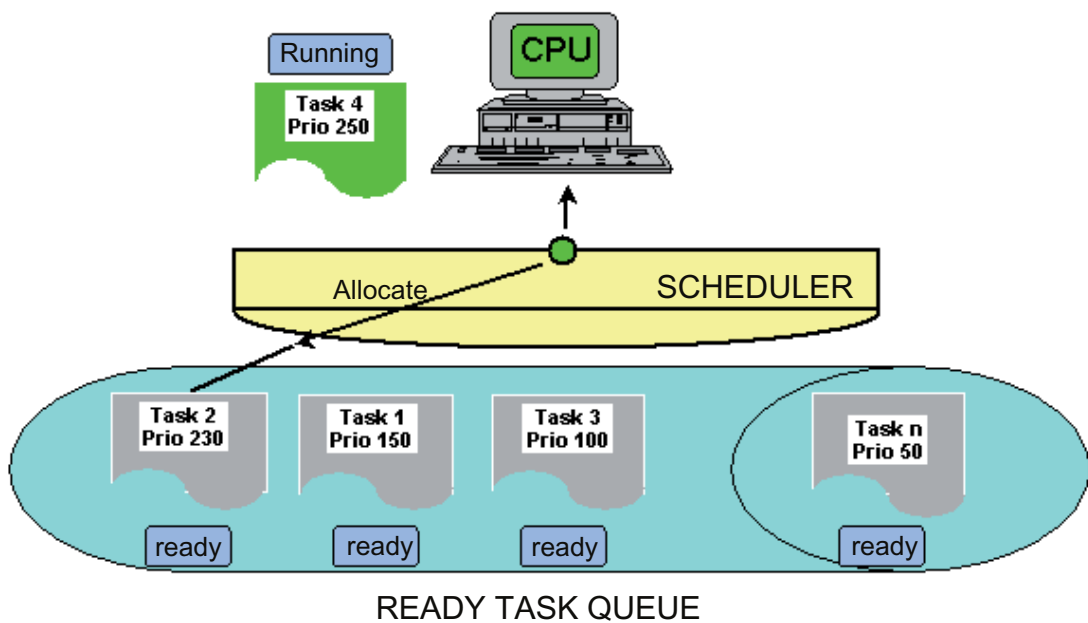 Running
CPU
Task 4
Prio 250
Allocate
SCHEDULER
Task 2
Prio 230
Task 1
Prio 150
Task 3
Prio 100
Task n
Prio 50
ready
ready
ready
ready
READY TASK QUEUE